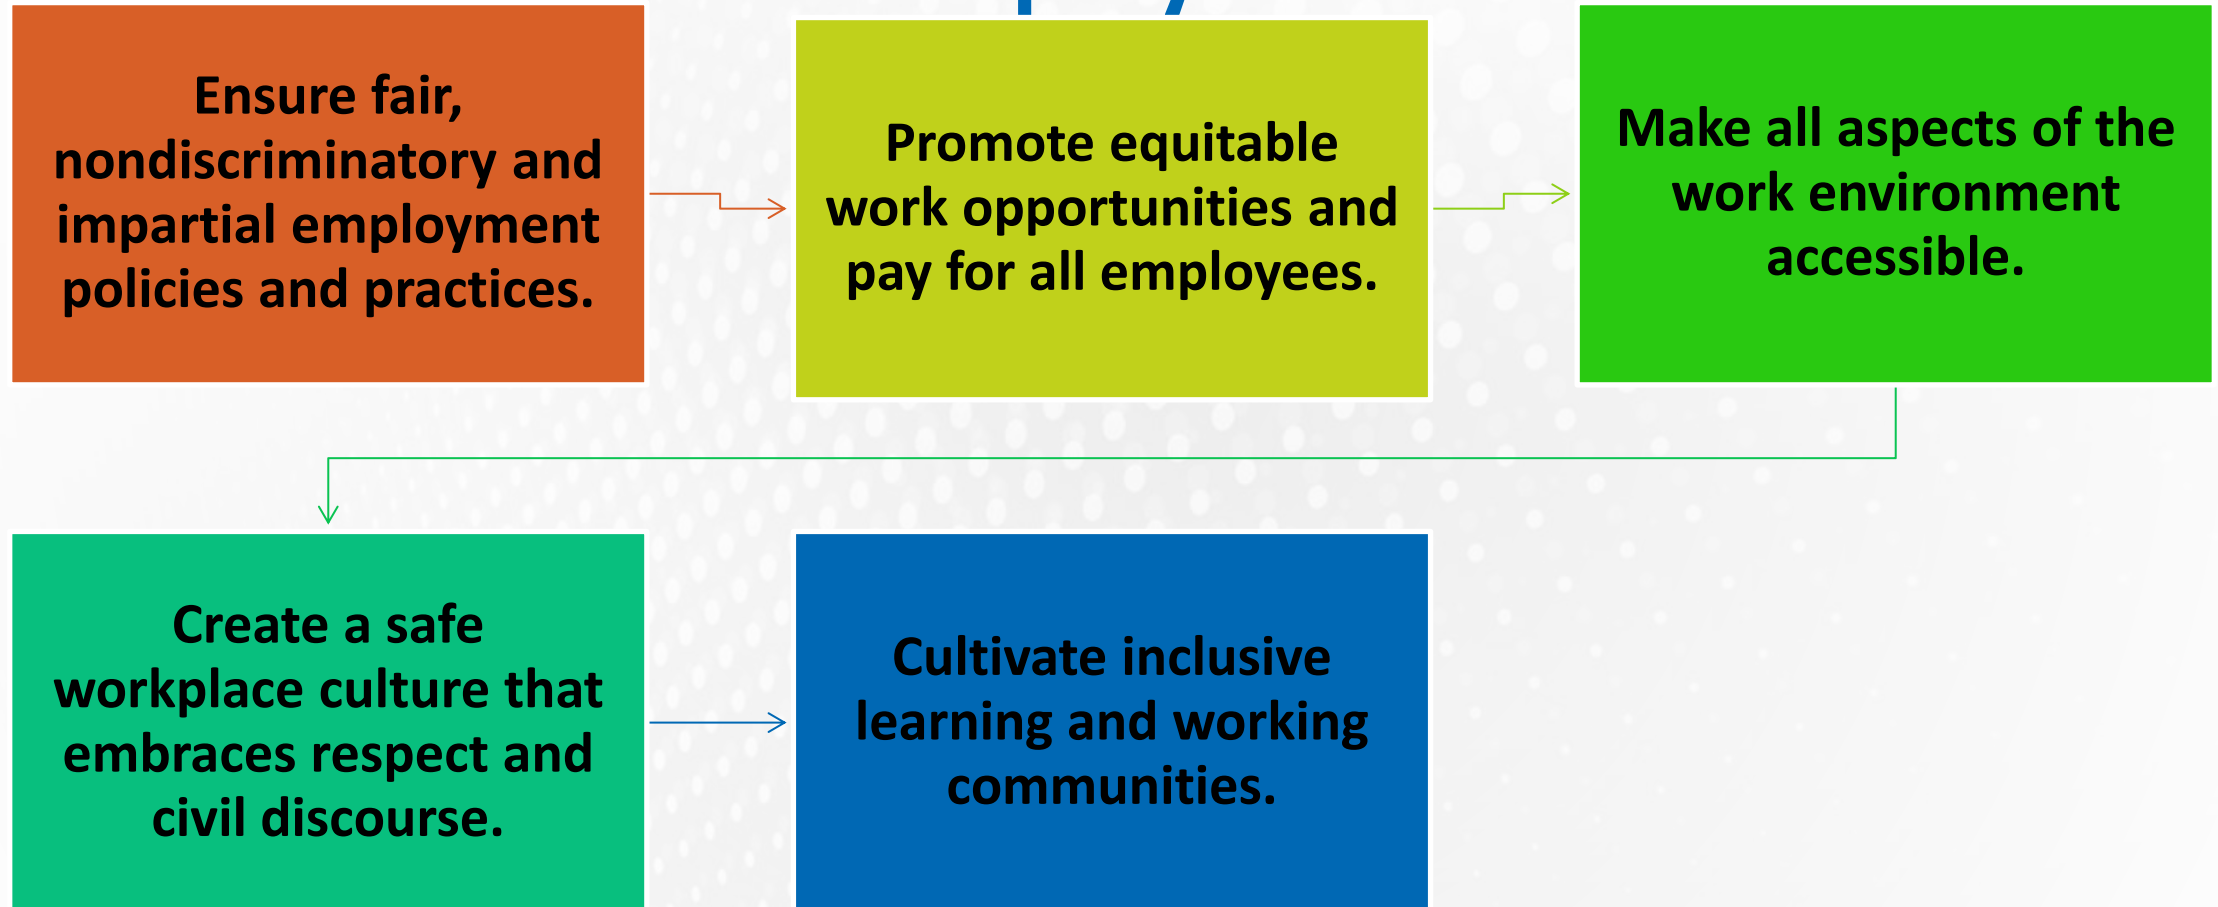 Ensure fair,
nondiscriminatory and
impartial employment
policies and practices.
Promote equitable
work opportunities and
pay for all employees.
Make all aspects of the
work environment
accessible.
Create a safe
workplace culture that
embraces respect and
civil discourse.
Cultivate inclusive
learning and working
communities.